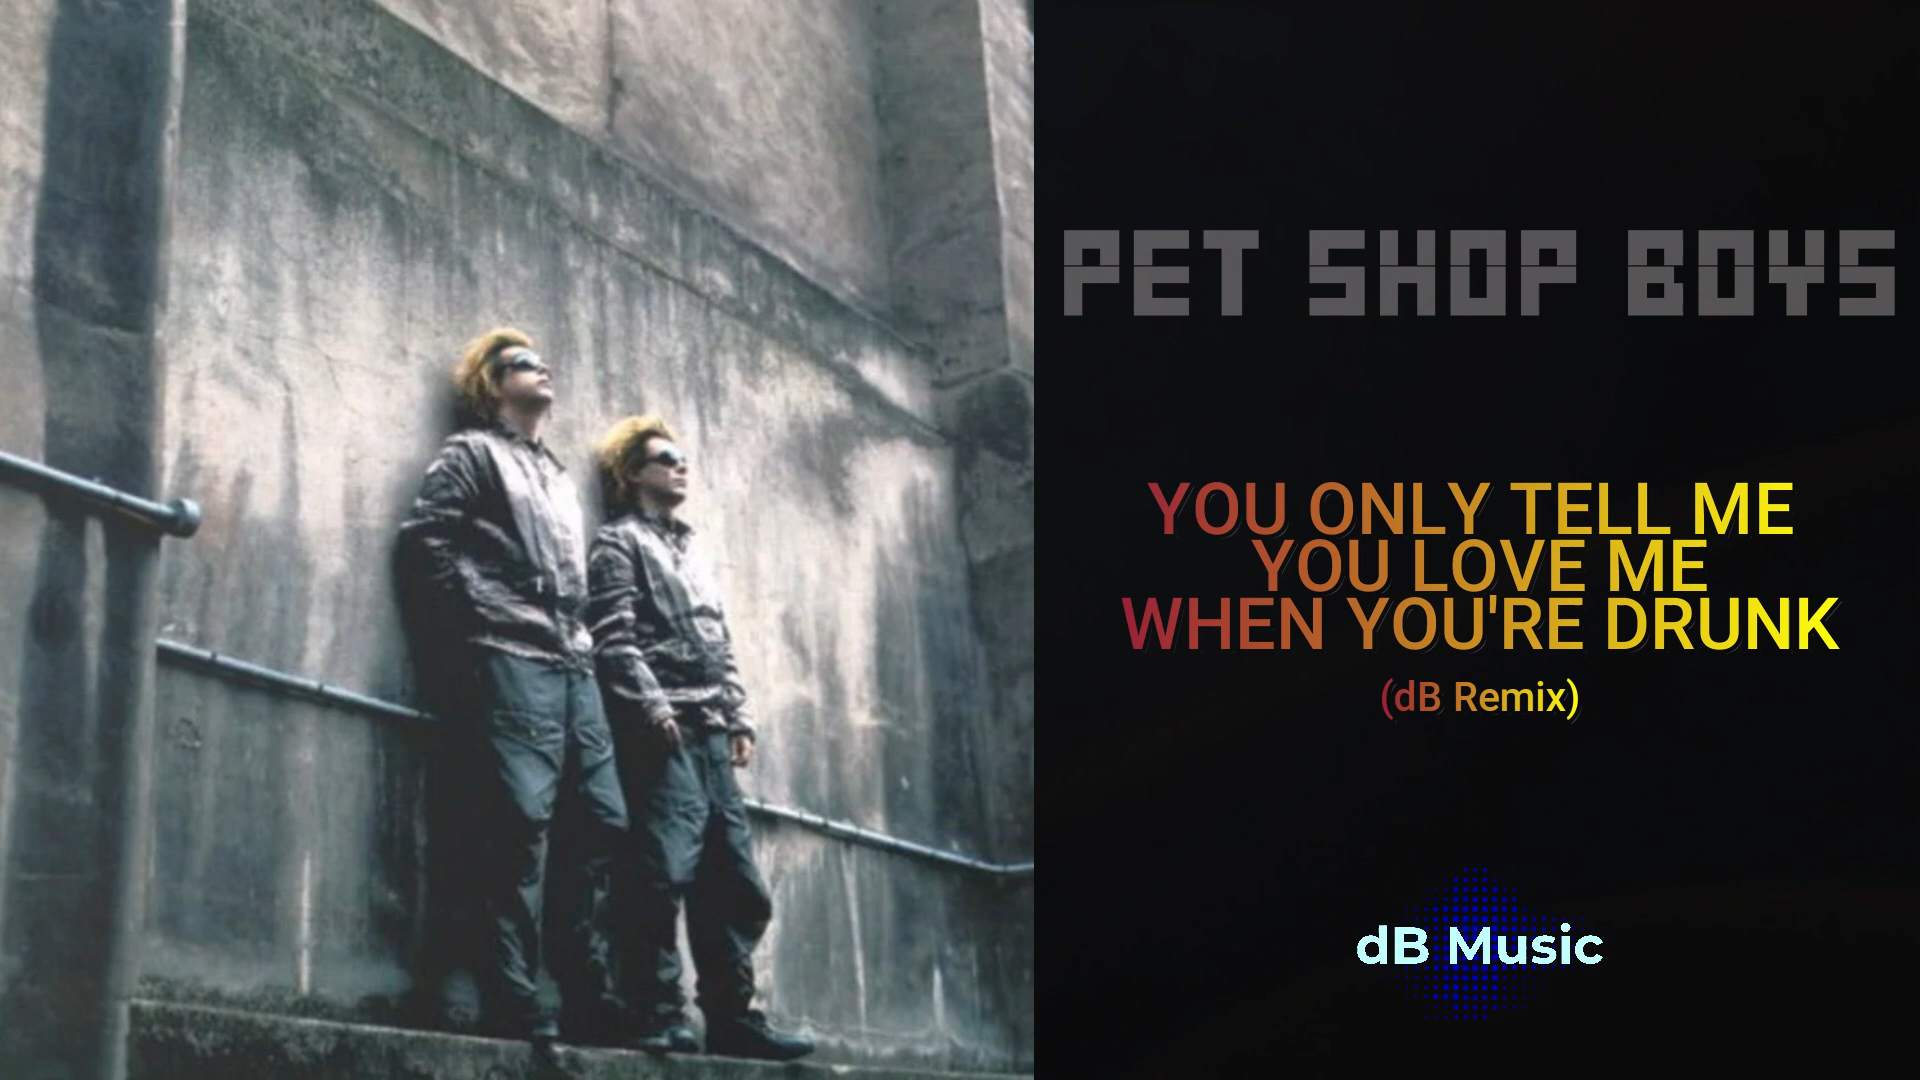 PET SHOP BOYS
YOU ONLY TELL ME
YOU LOVE ME
WHEN YOU'RE DRUNK
(dB Remix)
dB Music